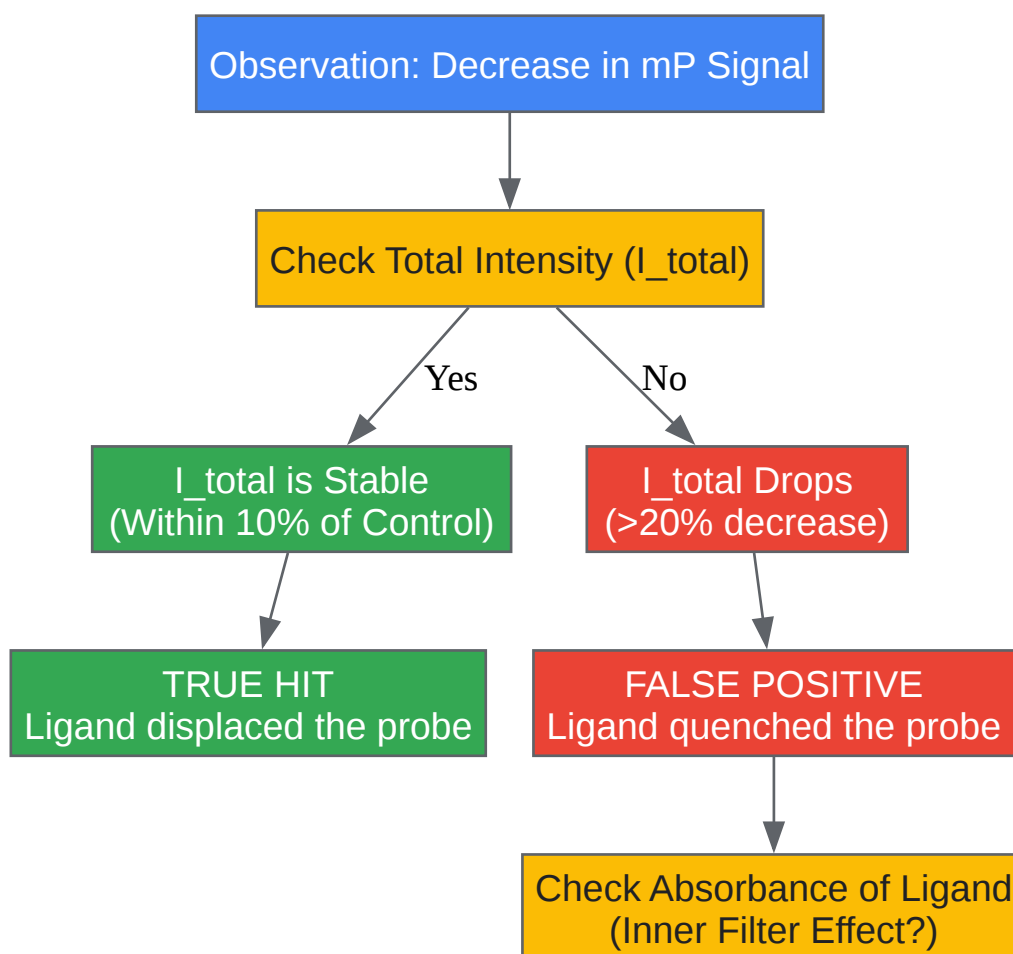 Observation: Decrease in mP Signal
Check Total Intensity (I_total)
Yes
No
I_total is Stable
(Within 10% of Control)
I_total Drops
(>20% decrease)
TRUE HIT
Ligand displaced the probe
FALSE POSITIVE
Ligand quenched the probe
Check Absorbance of Ligand
(Inner Filter Effect?)